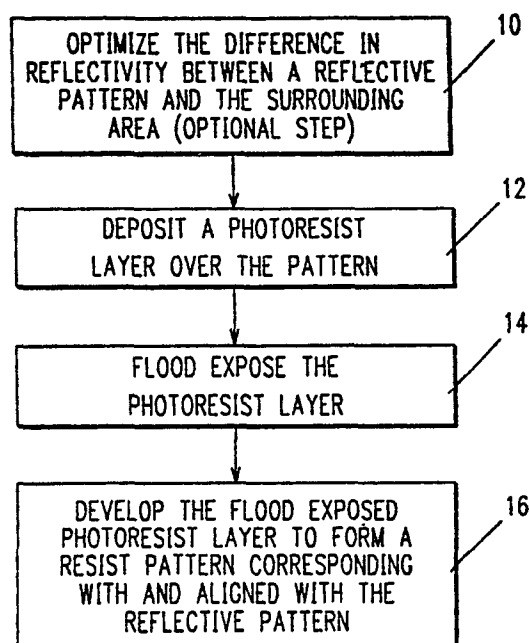 OPTIMIZE THE DIFFERENCE IN
REFLECTIVITY BETWEEN A REFLECTIVE
PATTERN AND THE SURROUNDING
AREA (OPTIONAL STEP)
10
DEPOSIT A PHOTORESIST
LAYER OVER THE PATTERN
12
FLOOD EXPOSE THE
PHOTORESIST LAYER
14
DEVELOP THE FLOOD EXPOSED
PHOTORESIST LAYER TO FORM A
RESIST PATTERN CORRESPONDING
WITH AND ALIGNED WITH THE
REFLECTIVE PATTERN
16